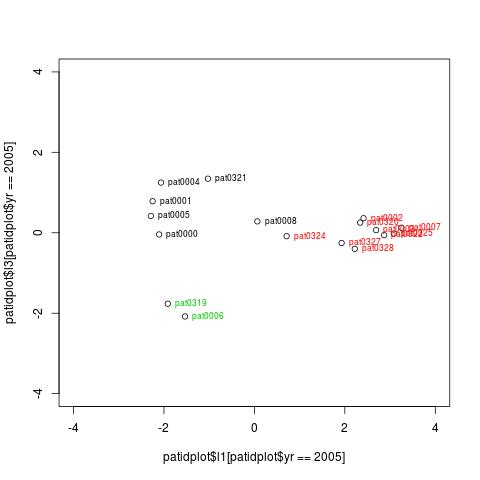 4
pat0004
pat0321
2
pat0001
pat0005
pat0008
pat0002
pat0320
pat0007
0
pat0000
pat0324
pat0327
pat0328
pat0319
-2
pat0006
-4
-4
-2
0
2
4
patidplot$l3[patidplot$yr == 2005]
patidplot$l1[patidplot$yr == 2005]